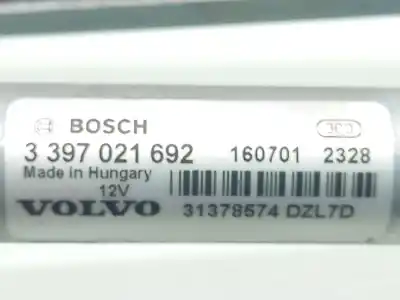 BOSCH
3 397 021 692 160701 2328
Made in Hungary
12V
VOLVO 31378574 DZL7D